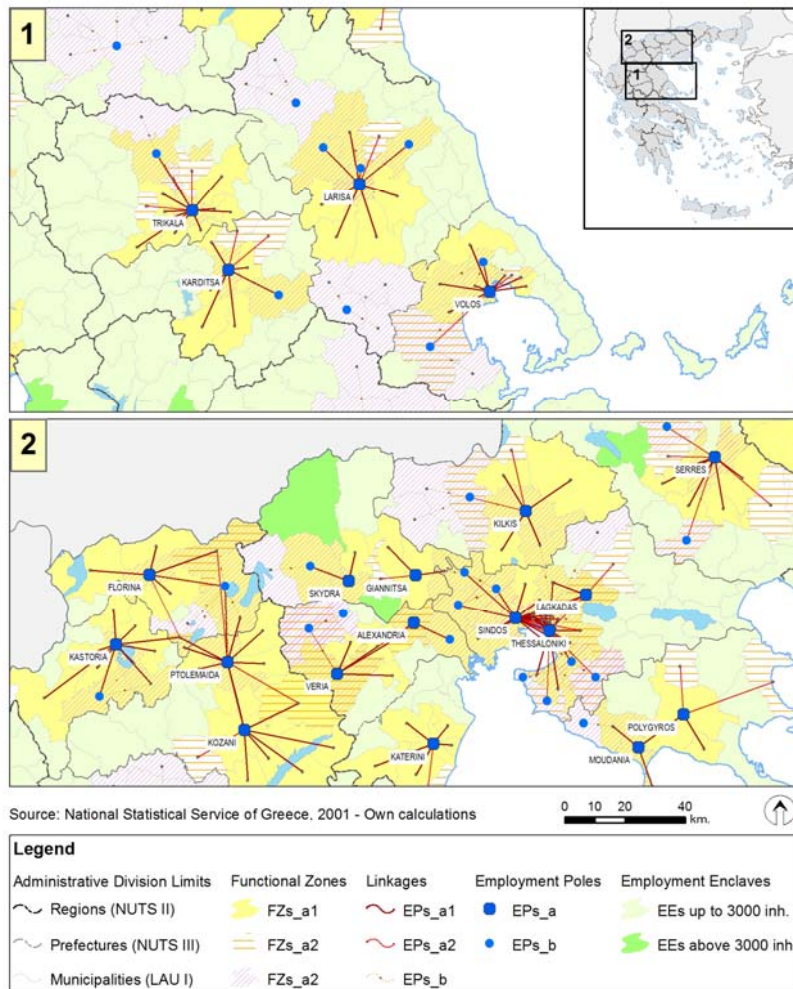 1
2
1
LARISA
TRIKALA
KARDITSA
VOLOS
2
SERRES
KILKIS
FLORINA
SKYDRA
GIANNITSA
LAGKADAS
ALEXANDRIA
SINDOS
THESSALONIKI
KASTORIA
PTOLEMAIDA
VERIA
POLYGYROS
KOZANI
KATERINI
MOUDANIA
Source: National Statistical Service of Greece, 2001 - Own calculations
0 10 20 40
km.
Legend
Administrative Division Limits Functional Zones Linkages Employment Poles Employment Enclaves
Regions (NUTS II) FZs_a1 EPs_a1 EPs_a EEs up to 3000 inh.
Prefectures (NUTS III) FZs_a2 EPs_a2 EPs_b EEs above 3000 inh
Municipalities (LAU I) FZs_a2 EPs_b